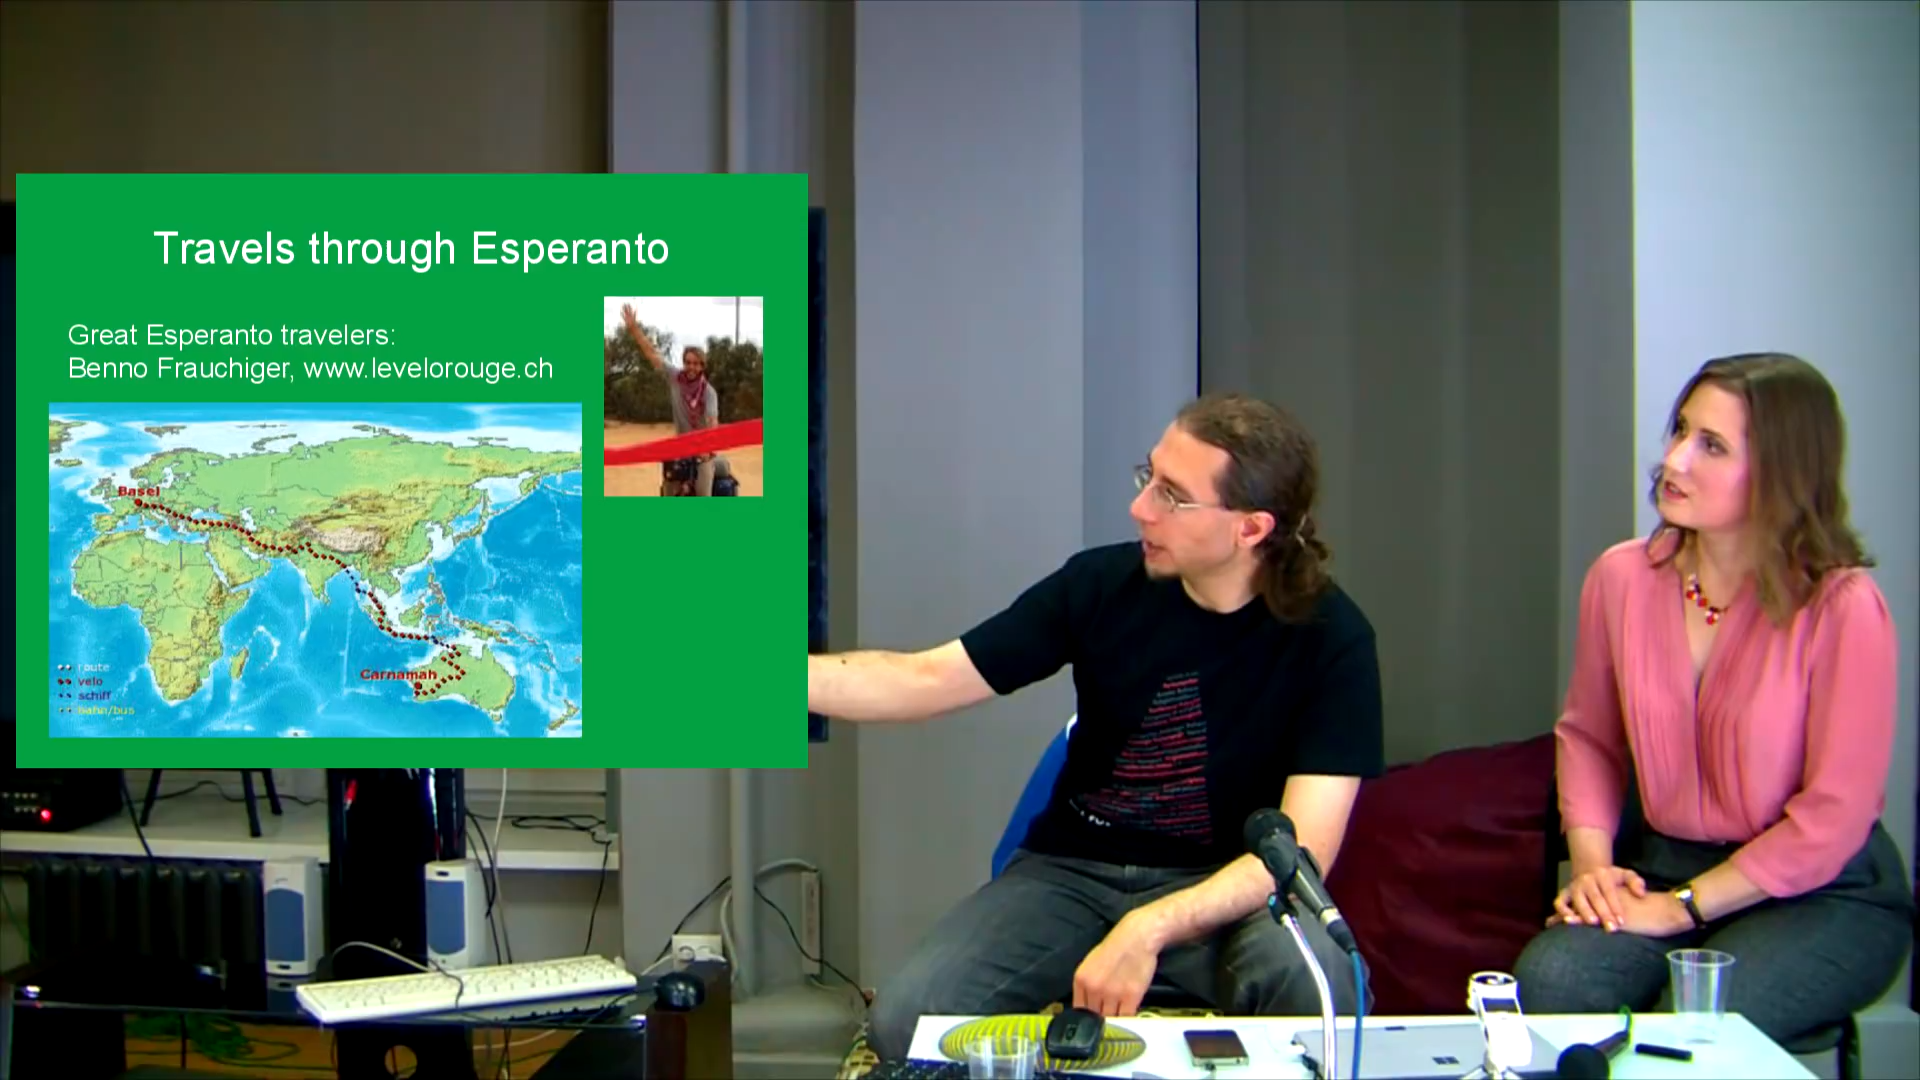 Travels through Esperanto
Great Esperanto travelers:
Benno Frauchiger, www.levelorouge.ch
Basel
Carnamah
route
velo
schiff
bahn/bus